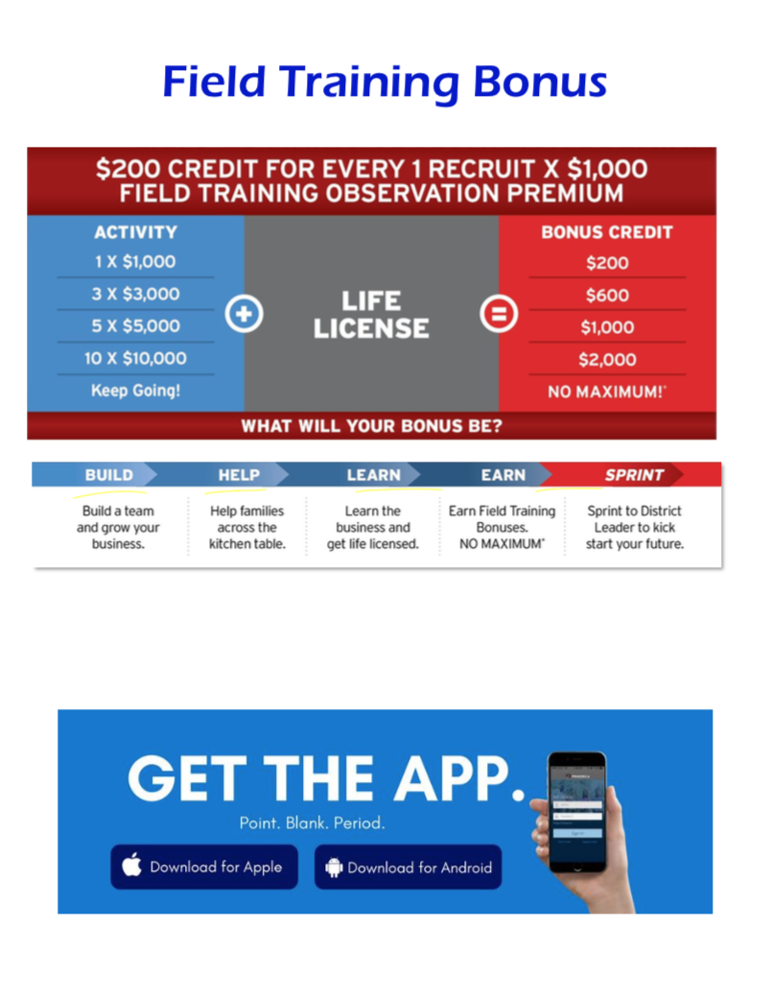 Field Training Bonus
$200 CREDIT FOR EVERY 1 RECRUIT X $1,000
FIELD TRAINING OBSERVATION PREMIUM
ACTIVITY
1 X $1,000
3 X $3,000
5 X $5,000
10 X $10,000
Keep Going!
+
LIFE
LICENSE
=
BONUS CREDIT
$200
$600
$1,000
$2,000
NO MAXIMUM!*
WHAT WILL YOUR BONUS BE?
BUILD
Build a team
and grow your
business.
HELP
Help families
across the
kitchen table.
LEARN
Learn the
business and
get life licensed.
EARN
Earn Field Training
Bonuses.
NO MAXIMUM*
SPRINT
Sprint to District
Leader to kick
start your future.
GET THE APP.
Point. Blank. Period.
Download for Apple
Download for Android